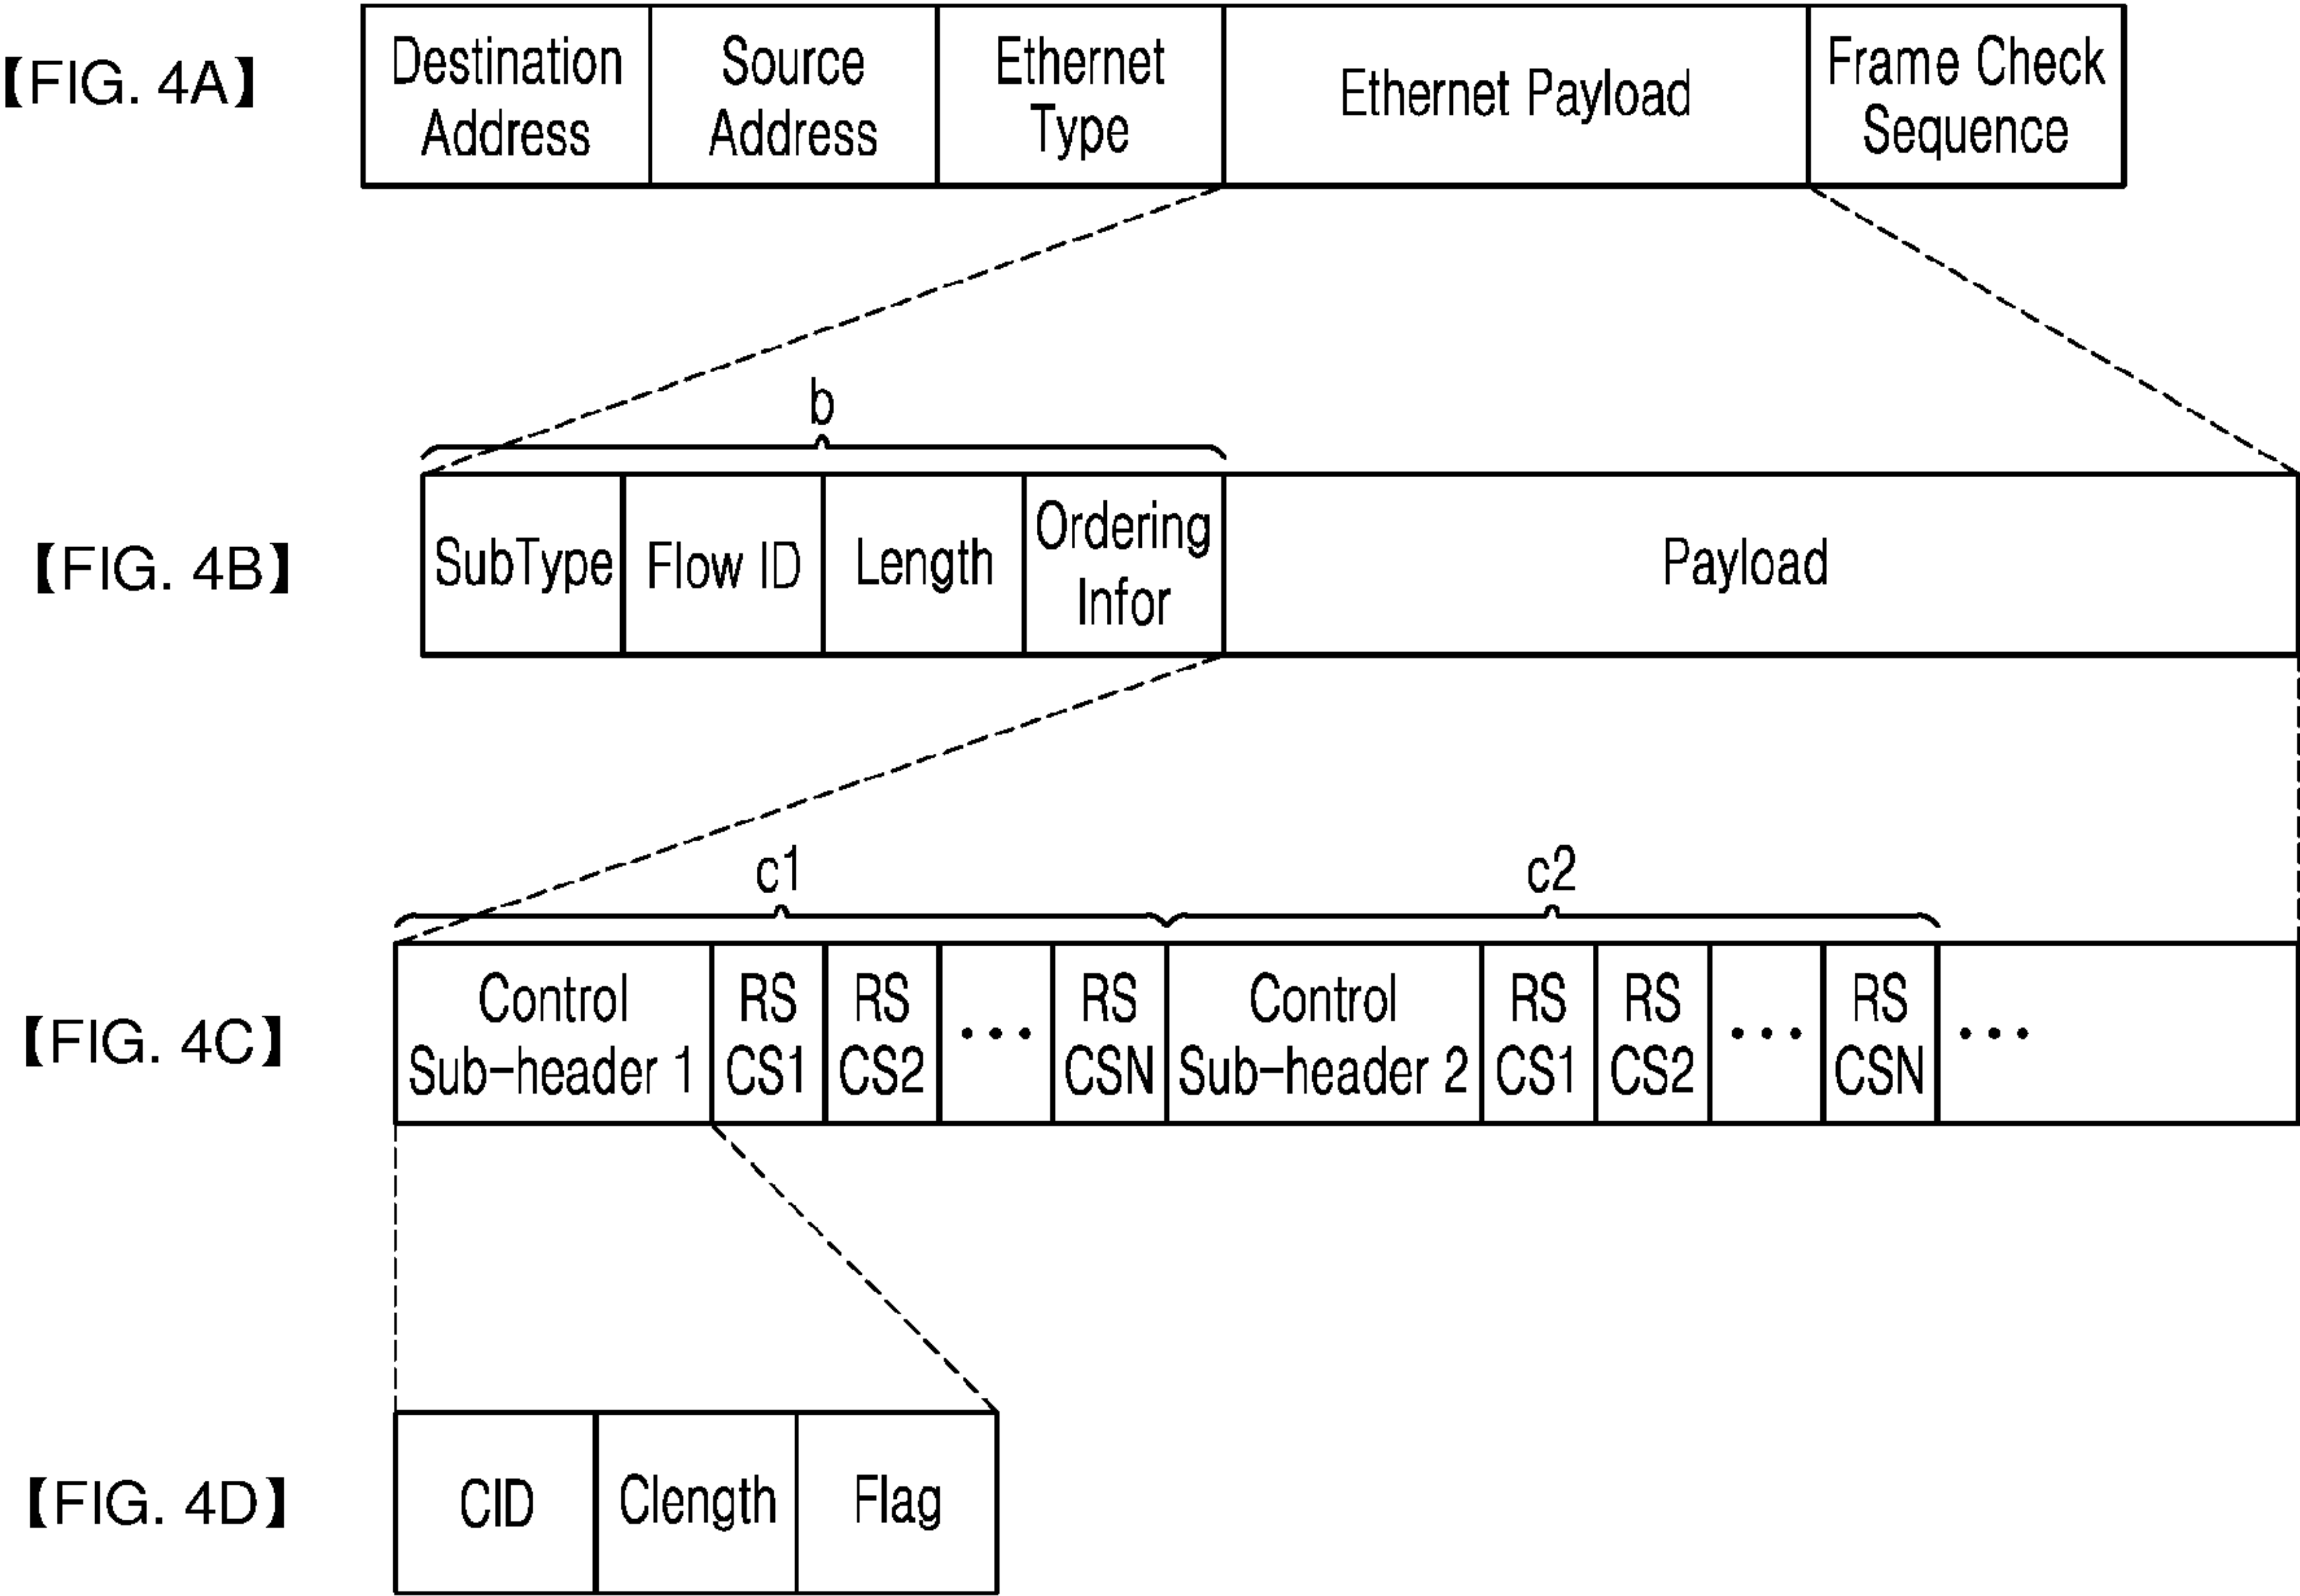 【FIG. 4A】
Destination Address
Source Address
Ethernet Type
Ethernet Payload
Frame Check Sequence
b
【FIG. 4B】
SubType
Flow ID
Length
Ordering Infor
Payload
c1
c2
【FIG. 4C】
Control Sub-header 1
RS CS1
RS CS2
•••
RS CSN
Control Sub-header 2
RS CS1
RS CS2
•••
RS CSN
•••
【FIG. 4D】
CID
Clength
Flag